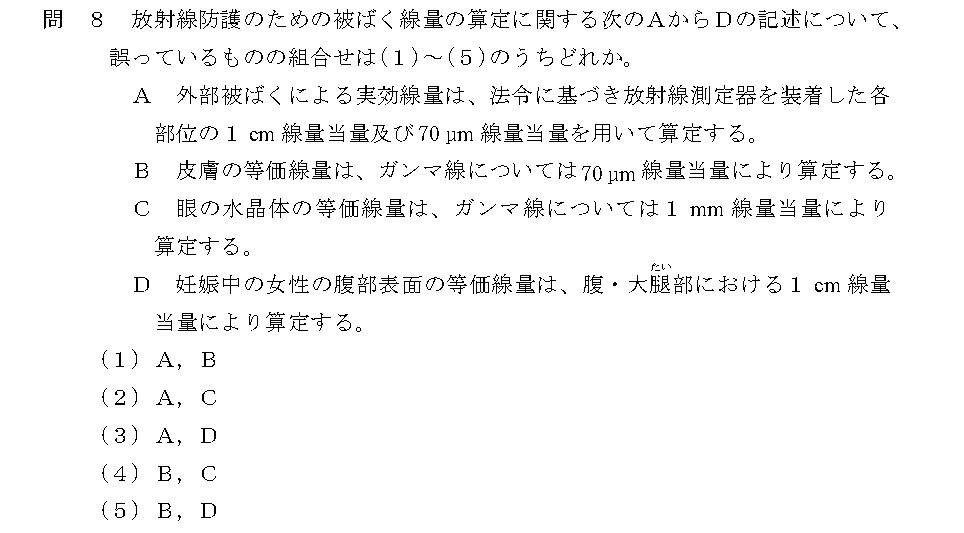 問 8 放射線防護のための被ばく線量の算定に関する次のAからDの記述について、
誤っているものの組合せは(1)~(5)のうちどれか。
A 外部被ばくによる実効線量は、法令に基づき放射線測定器を装着した各
部位の1 cm線量当量及び70 μm線量当量を用いて算定する。
B 皮膚の等価線量は、ガンマ線については70 μm線量当量により算定する。
C 眼の水晶体の等価線量は、ガンマ線については1 mm線量当量により
算定する。
たい
D 妊娠中の女性の腹部表面の等価線量は、腹・大腿部における1 cm線量
当量により算定する。
(1) A, B
(2) A, C
(3) A, D
(4) B, C
(5) B, D